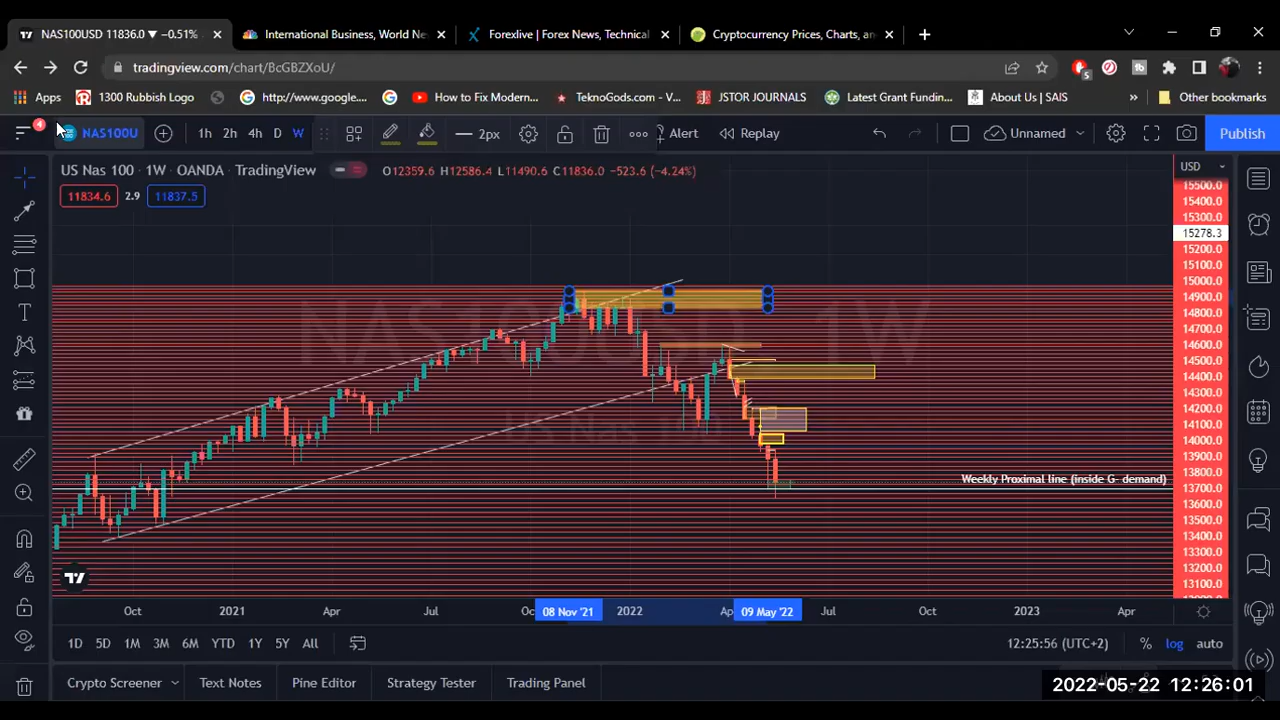 NAS100USD 11836.0 ▼ −0.51%
International Business, World Ne
Forexlive | Forex News, Technical
Cryptocurrency Prices, Charts, an
tradingview.com/chart/BcGBZXoU/
5
Apps
1300 Rubbish Logo
http://www.google....
How to Fix Modern...
TeknoGods.com - V...
JSTOR JOURNALS
Latest Grant Fundin...
About Us | SAIS
»
Other bookmarks
4
NAS100U
1h 2h 4h D W
2px
Alert
Replay
Unnamed
Publish
US Nas 100 · 1W · OANDA · TradingView
O12359.6 H12586.4 L11490.6 C11836.0 −523.6 (−4.24%)
USD
11834.6 2.9 11837.5
15500.0
15400.0
15300.0
15278.3
15200.0
15100.0
15000.0
14900.0
14800.0
14700.0
14600.0
14500.0
14400.0
14300.0
14200.0
14100.0
14000.0
13900.0
13800.0
13700.0
13600.0
13500.0
13400.0
13300.0
13200.0
13100.0
NAS100USD, 1W
US Nas 100
Weekly Proximal line (inside G- demand)
Oct 2021 Apr Jul Oc 08 Nov '21 2022 Ap 09 May '22 Jul Oct 2023 Apr
1D 5D 1M 3M 6M YTD 1Y 5Y All
12:25:56 (UTC+2) % log auto
Crypto Screener
Text Notes
Pine Editor
Strategy Tester
Trading Panel
2022-05-22 12:26:01